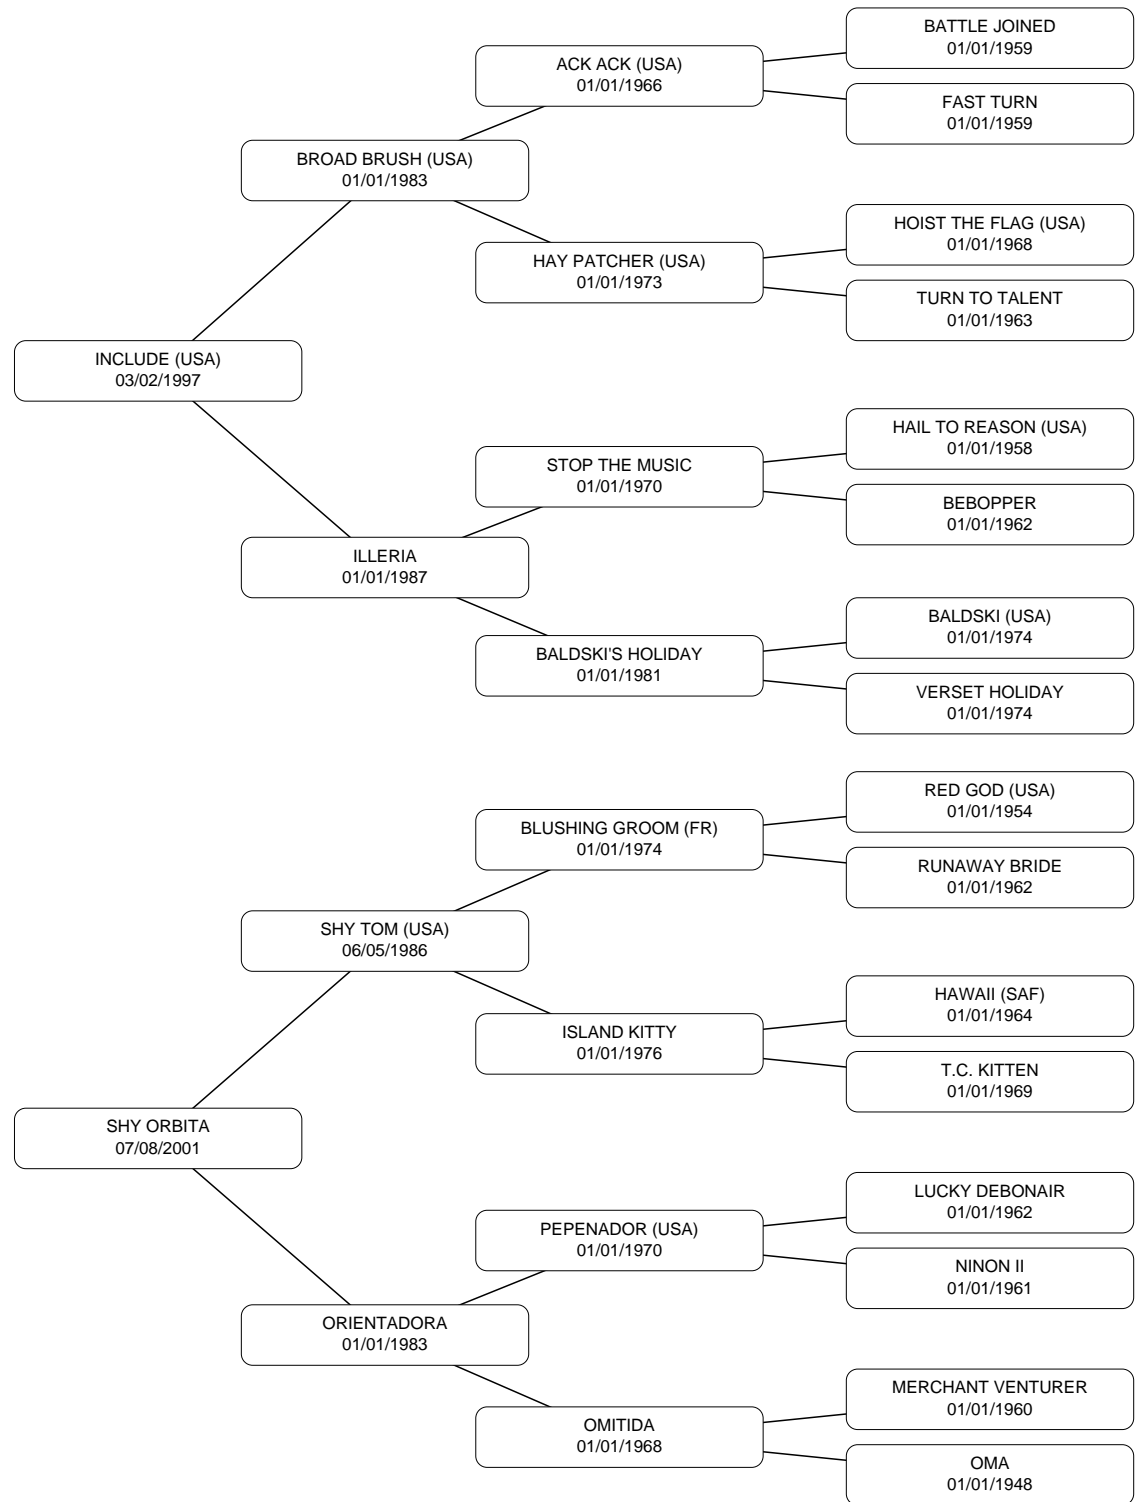 BATTLE JOINED
01/01/1959
ACK ACK (USA)
01/01/1966
FAST TURN
01/01/1959
BROAD BRUSH (USA)
01/01/1983
HOIST THE FLAG (USA)
01/01/1968
HAY PATCHER (USA)
01/01/1973
TURN TO TALENT
01/01/1963
INCLUDE (USA)
03/02/1997
HAIL TO REASON (USA)
01/01/1958
STOP THE MUSIC
01/01/1970
BEBOPPER
01/01/1962
ILLERIA
01/01/1987
BALDSKI (USA)
01/01/1974
BALDSKI'S HOLIDAY
01/01/1981
VERSET HOLIDAY
01/01/1974
RED GOD (USA)
01/01/1954
BLUSHING GROOM (FR)
01/01/1974
RUNAWAY BRIDE
01/01/1962
SHY TOM (USA)
06/05/1986
HAWAII (SAF)
01/01/1964
ISLAND KITTY
01/01/1976
T.C. KITTEN
01/01/1969
SHY ORBITA
07/08/2001
LUCKY DEBONAIR
01/01/1962
PEPENADOR (USA)
01/01/1970
NINON II
01/01/1961
ORIENTADORA
01/01/1983
MERCHANT VENTURER
01/01/1960
OMITIDA
01/01/1968
OMA
01/01/1948